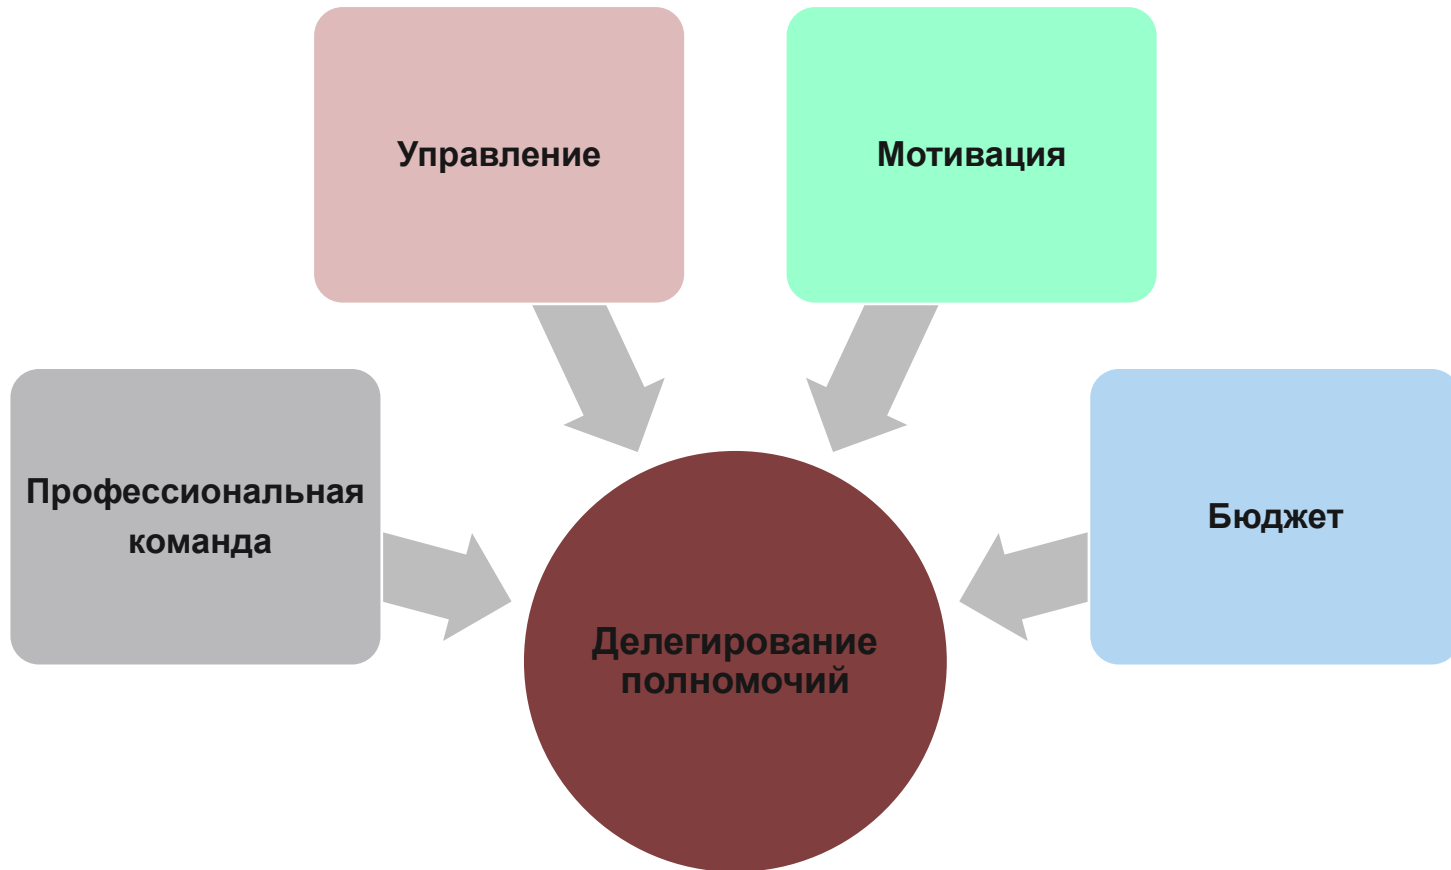 Управление
Мотивация
Профессиональная
команда
Бюджет
Делегирование
полномочий